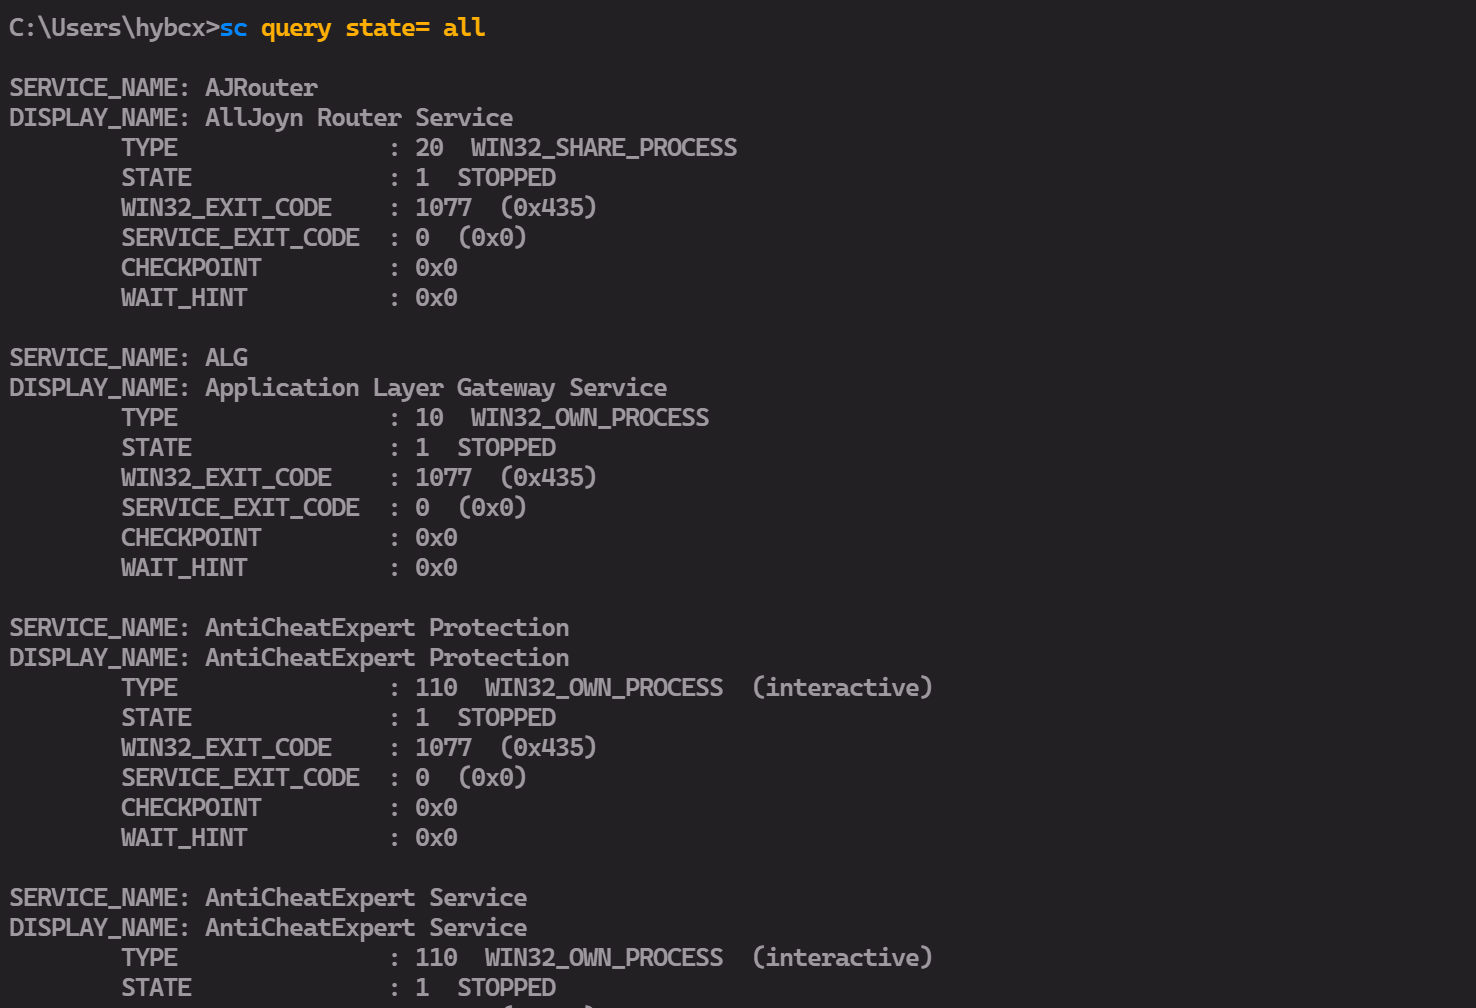 C:\Users\hybcx>sc query state= all
SERVICE_NAME: AJRouter
DISPLAY_NAME: AllJoyn Router Service
        TYPE               : 20  WIN32_SHARE_PROCESS
        STATE              : 1  STOPPED
        WIN32_EXIT_CODE    : 1077  (0x435)
        SERVICE_EXIT_CODE  : 0  (0x0)
        CHECKPOINT         : 0x0
        WAIT_HINT          : 0x0
SERVICE_NAME: ALG
DISPLAY_NAME: Application Layer Gateway Service
        TYPE               : 10  WIN32_OWN_PROCESS
        STATE              : 1  STOPPED
        WIN32_EXIT_CODE    : 1077  (0x435)
        SERVICE_EXIT_CODE  : 0  (0x0)
        CHECKPOINT         : 0x0
        WAIT_HINT          : 0x0
SERVICE_NAME: AntiCheatExpert Protection
DISPLAY_NAME: AntiCheatExpert Protection
        TYPE               : 110  WIN32_OWN_PROCESS  (interactive)
        STATE              : 1  STOPPED
        WIN32_EXIT_CODE    : 1077  (0x435)
        SERVICE_EXIT_CODE  : 0  (0x0)
        CHECKPOINT         : 0x0
        WAIT_HINT          : 0x0
SERVICE_NAME: AntiCheatExpert Service
DISPLAY_NAME: AntiCheatExpert Service
        TYPE               : 110  WIN32_OWN_PROCESS  (interactive)
        STATE              : 1  STOPPED